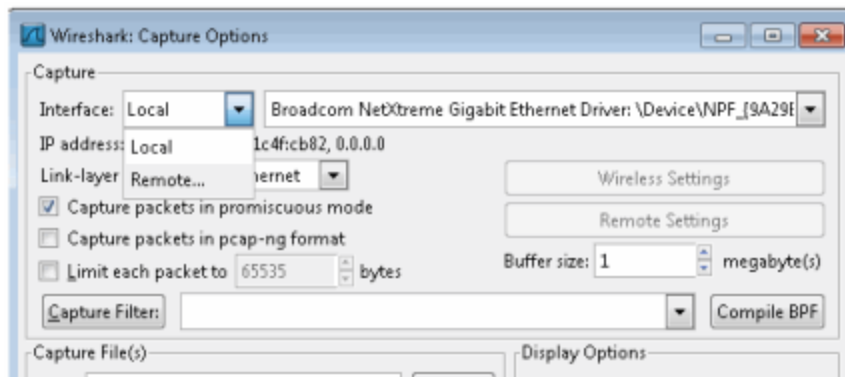 Wireshark: Capture Options
Capture
Interface: Local Broadcom NetXtreme Gigabit Ethernet Driver: \Device\NPF_{9A29E
IP address: 1c4f:cb82, 0.0.0.0
Local
Link-layer ernet Wireless Settings
Remote...
Capture packets in promiscuous mode
Remote Settings
Capture packets in pcap-ng format
Limit each packet to 65535 bytes Buffer size: 1 megabyte(s)
Capture Filter: Compile BPF
Capture File(s) Display Options